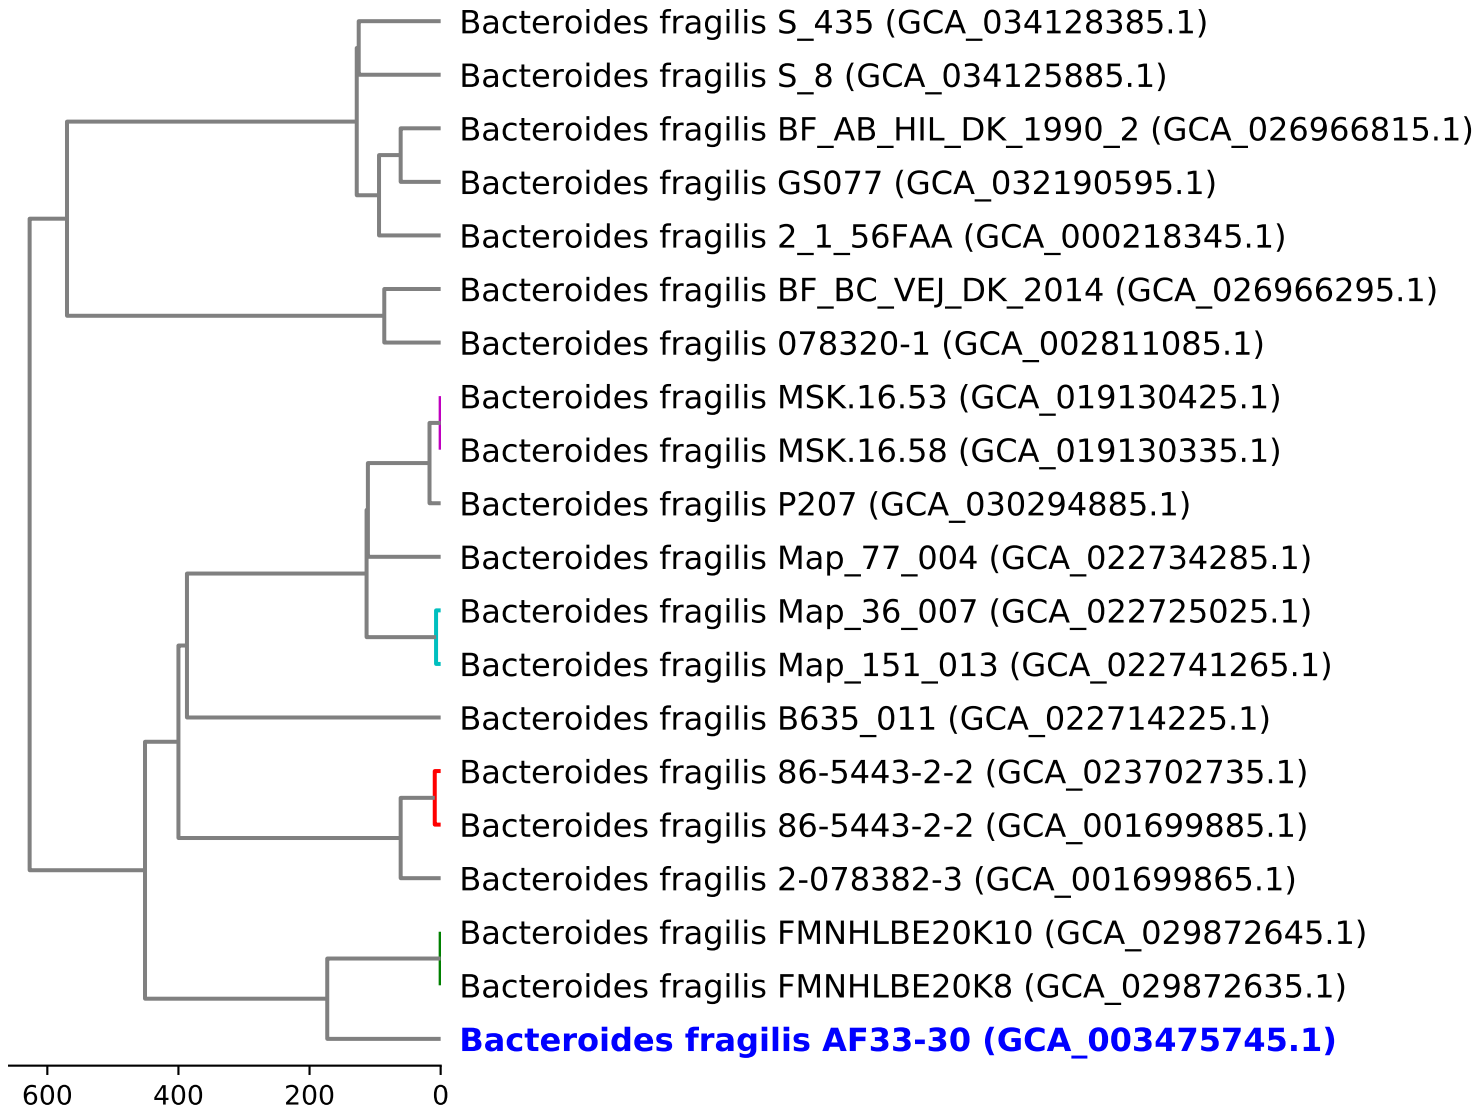 Bacteroides fragilis S_435 (GCA_034128385.1)
Bacteroides fragilis S_8 (GCA_034125885.1)
Bacteroides fragilis BF_AB_HIL_DK_1990_2 (GCA_026966815.1)
Bacteroides fragilis GS077 (GCA_032190595.1)
Bacteroides fragilis 2_1_56FAA (GCA_000218345.1)
Bacteroides fragilis BF_BC_VEJ_DK_2014 (GCA_026966295.1)
Bacteroides fragilis 078320-1 (GCA_002811085.1)
Bacteroides fragilis MSK.16.53 (GCA_019130425.1)
Bacteroides fragilis MSK.16.58 (GCA_019130335.1)
Bacteroides fragilis P207 (GCA_030294885.1)
Bacteroides fragilis Map_77_004 (GCA_022734285.1)
Bacteroides fragilis Map_36_007 (GCA_022725025.1)
Bacteroides fragilis Map_151_013 (GCA_022741265.1)
Bacteroides fragilis B635_011 (GCA_022714225.1)
Bacteroides fragilis 86-5443-2-2 (GCA_023702735.1)
Bacteroides fragilis 86-5443-2-2 (GCA_001699885.1)
Bacteroides fragilis 2-078382-3 (GCA_001699865.1)
Bacteroides fragilis FMNHLBE20K10 (GCA_029872645.1)
Bacteroides fragilis FMNHLBE20K8 (GCA_029872635.1)
Bacteroides fragilis AF33-30 (GCA_003475745.1)
600 400 200 0